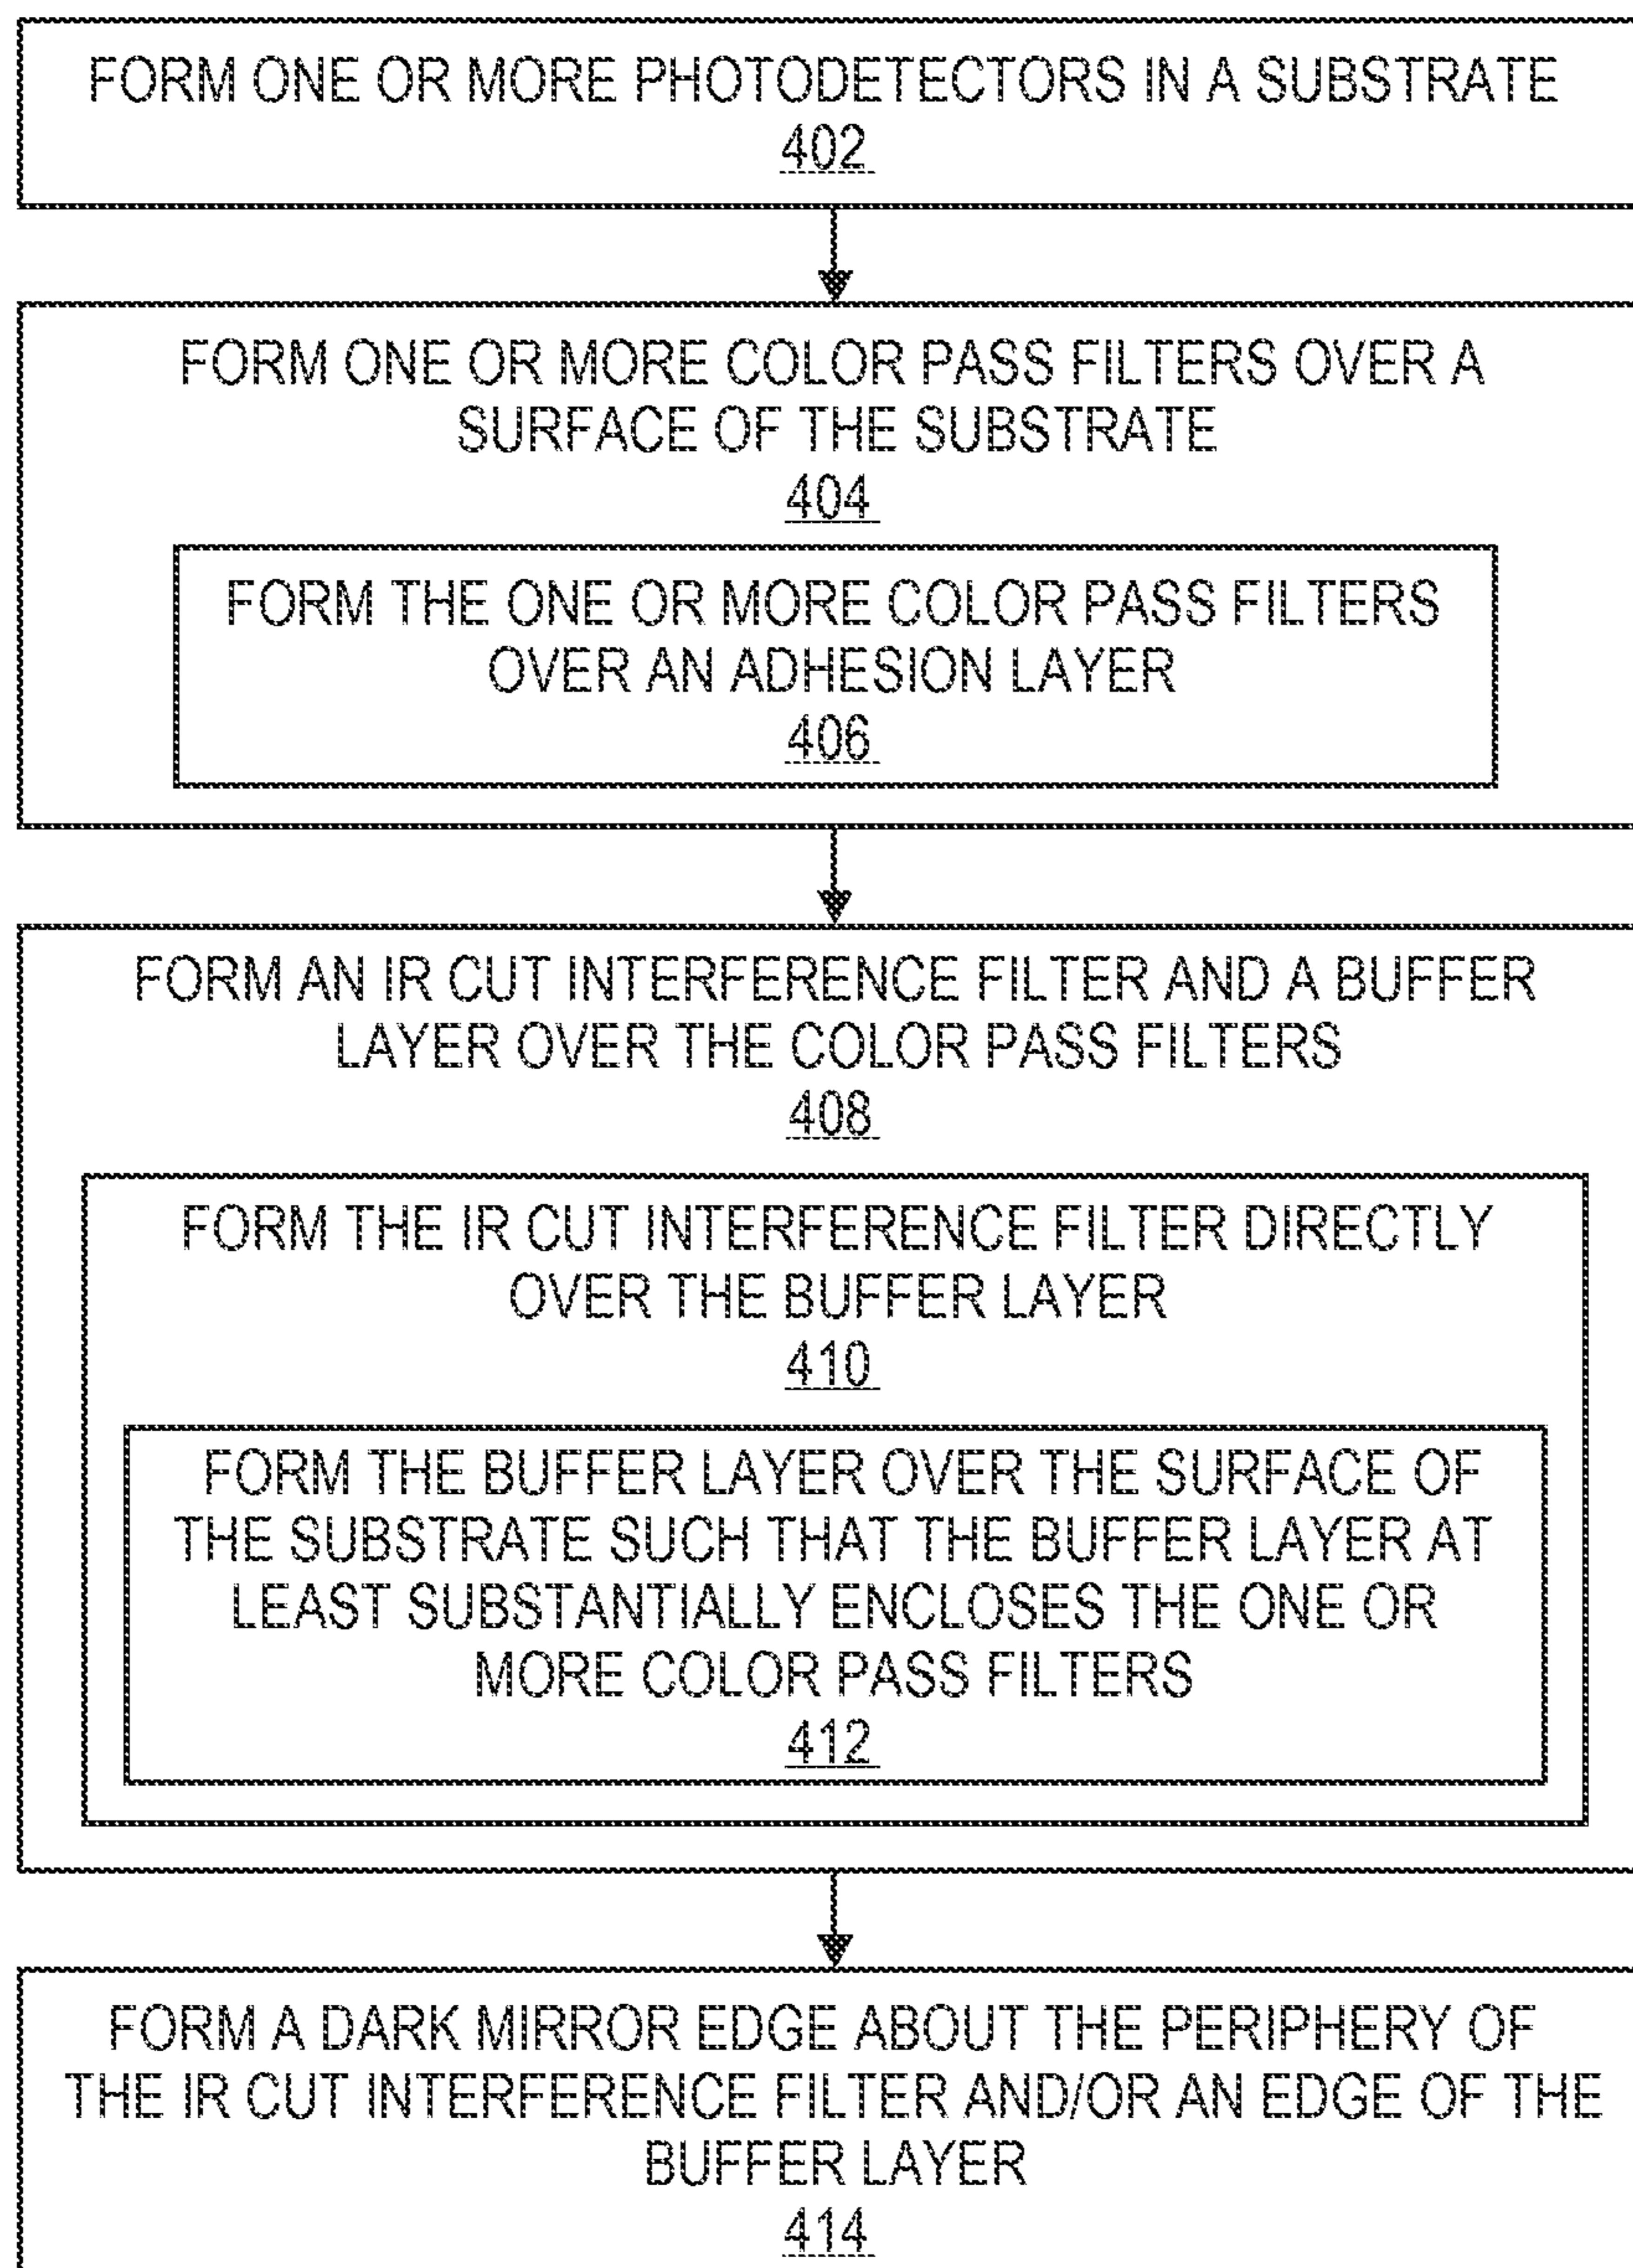 FORM ONE OR MORE PHOTODETECTORS IN A SUBSTRATE
402
FORM ONE OR MORE COLOR PASS FILTERS OVER A
SURFACE OF THE SUBSTRATE
404
FORM THE ONE OR MORE COLOR PASS FILTERS
OVER AN ADHESION LAYER
406
FORM AN IR CUT INTERFERENCE FILTER AND A BUFFER
LAYER OVER THE COLOR PASS FILTERS
408
FORM THE IR CUT INTERFERENCE FILTER DIRECTLY
OVER THE BUFFER LAYER
410
FORM THE BUFFER LAYER OVER THE SURFACE OF
THE SUBSTRATE SUCH THAT THE BUFFER LAYER AT
LEAST SUBSTANTIALLY ENCLOSES THE ONE OR
MORE COLOR PASS FILTERS
412
FORM A DARK MIRROR EDGE ABOUT THE PERIPHERY OF
THE IR CUT INTERFERENCE FILTER AND/OR AN EDGE OF THE
BUFFER LAYER
414